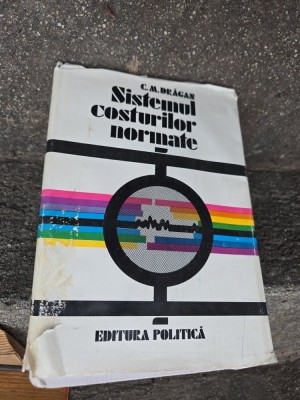 C. M. DRĂGAN
Sistemul
costurilor
normate
EDITURA POLITICĂ